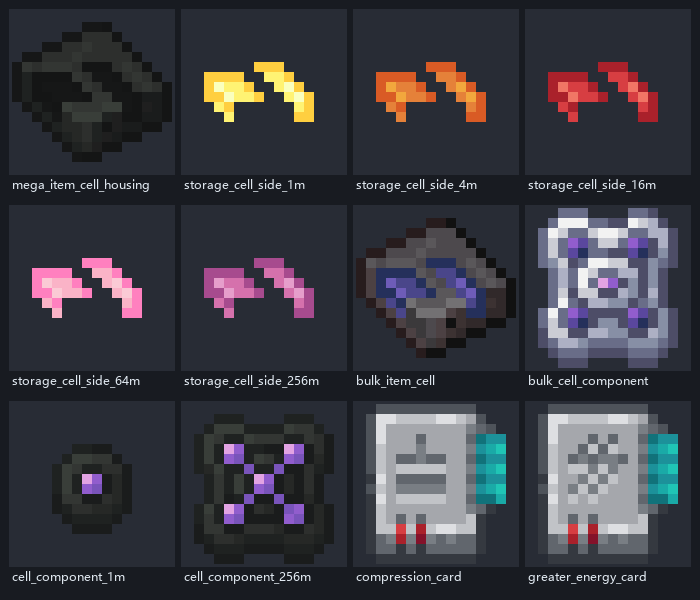 mega_item_cell_housing
storage_cell_side_1m
storage_cell_side_4m
storage_cell_side_16m
storage_cell_side_64m
storage_cell_side_256m
bulk_item_cell
bulk_cell_component
cell_component_1m
cell_component_256m
compression_card
greater_energy_card